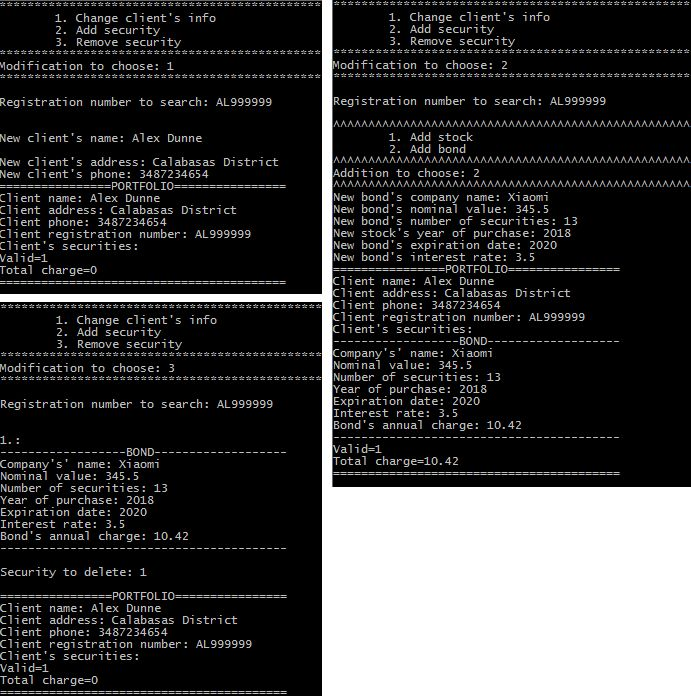 **********************************************
1. Change client's info
2. Add security
3. Remove security
**********************************************
Modification to choose: 1
**********************************************
Registration number to search: AL999999
New client's name: Alex Dunne
New client's address: Calabasas District
New client's phone: 3487234654
================PORTFOLIO================
Client name: Alex Dunne
Client address: Calabasas District
Client phone: 3487234654
Client registration number: AL999999
Client's securities:
Valid=1
Total charge=0
=========================================
**********************************************
1. Change client's info
2. Add security
3. Remove security
**********************************************
Modification to choose: 3
**********************************************
Registration number to search: AL999999
1.:
------------------BOND-------------------
Company's' name: Xiaomi
Nominal value: 345.5
Number of securities: 13
Year of purchase: 2018
Expiration date: 2020
Interest rate: 3.5
Bond's annual charge: 10.42
-----------------------------------------
Security to delete: 1
================PORTFOLIO================
Client name: Alex Dunne
Client address: Calabasas District
Client phone: 3487234654
Client registration number: AL999999
Client's securities:
Valid=1
Total charge=0
=========================================
***************************************************
1. Change client's info
2. Add security
3. Remove security
***************************************************
Modification to choose: 2
***************************************************
Registration number to search: AL999999
^^^^^^^^^^^^^^^^^^^^^^^^^^^^^^^^^^^^^^^^^^^^^^^^^^^
1. Add stock
2. Add bond
^^^^^^^^^^^^^^^^^^^^^^^^^^^^^^^^^^^^^^^^^^^^^^^^^^^
Addition to choose: 2
^^^^^^^^^^^^^^^^^^^^^^^^^^^^^^^^^^^^^^^^^^^^^^^^^^^
New bond's company name: Xiaomi
New bond's nominal value: 345.5
New bond's number of securities: 13
New stock's year of purchase: 2018
New bond's expiration date: 2020
New bond's interest rate: 3.5
================PORTFOLIO================
Client name: Alex Dunne
Client address: Calabasas District
Client phone: 3487234654
Client registration number: AL999999
Client's securities:
------------------BOND-------------------
Company's' name: Xiaomi
Nominal value: 345.5
Number of securities: 13
Year of purchase: 2018
Expiration date: 2020
Interest rate: 3.5
Bond's annual charge: 10.42
-----------------------------------------
Valid=1
Total charge=10.42
=========================================